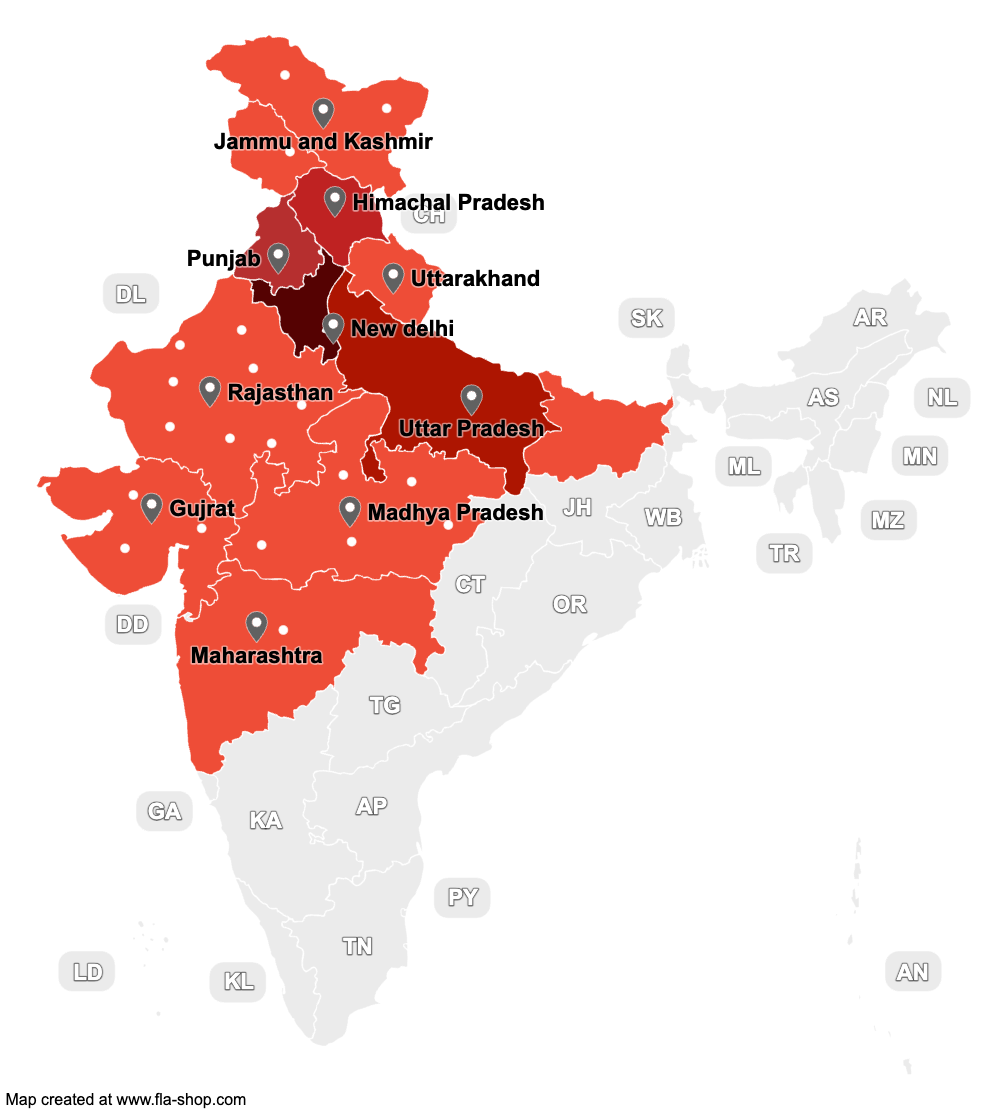 Jammu and Kashmir
Himachal Pradesh
CH
Punjab
Uttarakhand
DL
New delhi
SK
AR
Rajasthan
AS
NL
Uttar Pradesh
MN
ML
Gujrat
Madhya Pradesh
JH
WB
MZ
TR
CT
OR
DD
Maharashtra
TG
GA
KA
AP
PY
TN
LD
KL
AN
Map created at www.fla-shop.com